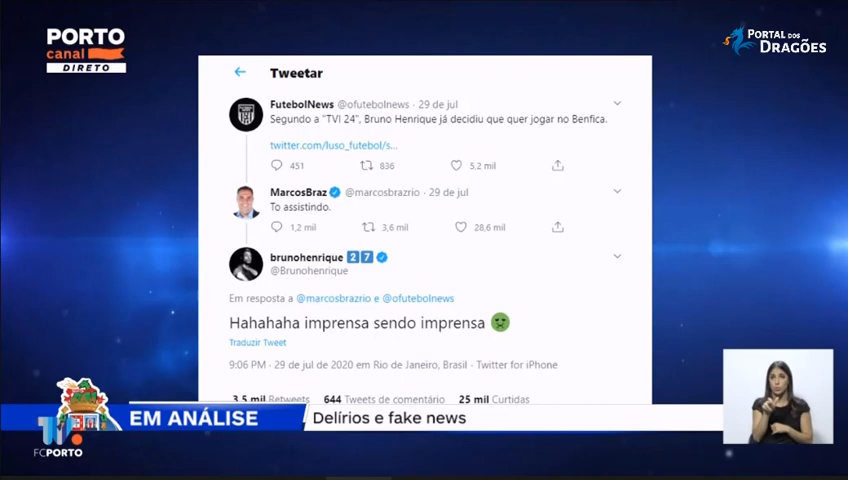 PORTO
canal
DIRETO
PORTAL DOS
DRAGÕES
Tweetar
FutebolNews @ofutebolnews · 29 de jul
Segundo a "TVI 24", Bruno Henrique já decidiu que quer jogar no Benfica.
twitter.com/luso_futebol/s...
451 836 5,2 mil
MarcosBraz @marcosbrazrio · 29 de jul
To assistindo.
1,2 mil 3,6 mil 28,6 mil
brunohenrique 27
@Brunohenrique
Em resposta a @marcosbrazrio e @ofutebolnews
Hahahaha imprensa sendo imprensa 🤢
Traduzir Tweet
9:06 PM · 29 de jul de 2020 em Rio de Janeiro, Brasil · Twitter for iPhone
3,5 mil Retweets 644 Tweets de comentário 25 mil Curtidas
EM ANÁLISE
Delírios e fake news
FCPORTO